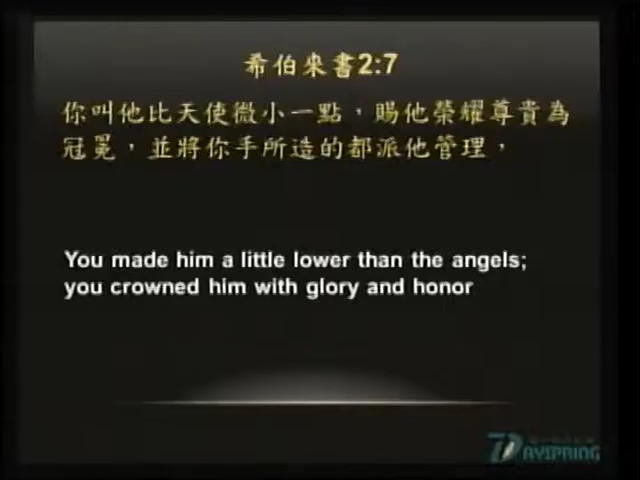 希伯來書2:7
你叫他比天使微小一點，賜他榮耀尊貴為
冠冕，並將你手所造的都派他管理，
You made him a little lower than the angels;
you crowned him with glory and honor
DAYSPRING